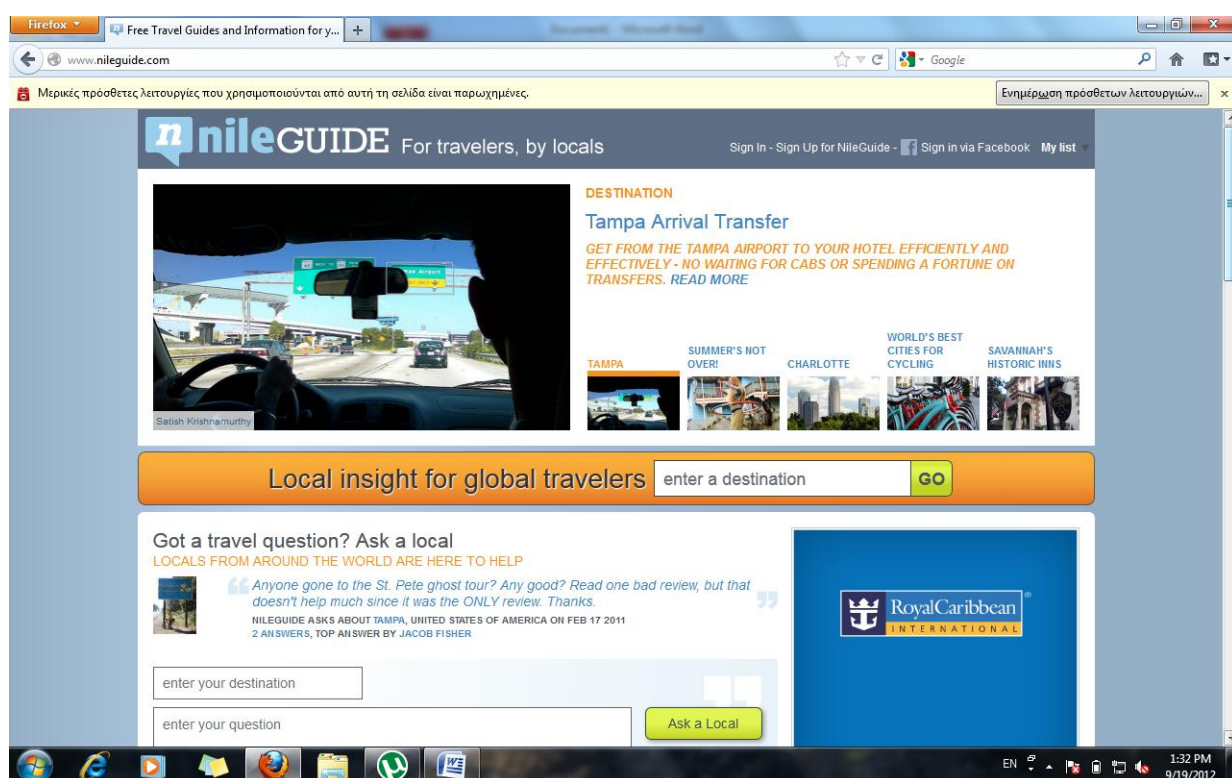 Firefox
Free Travel Guides and Information for y...
www.nileguide.com
Google
Μερικές πρόσθετες λειτουργίες που χρησιμοποιούνται από αυτή τη σελίδα είναι παρωχημένες.
Ενημέρωση πρόσθετων λειτουργιών...
n nileGUIDE For travelers, by locals
Sign In - Sign Up for NileGuide - f Sign in via Facebook My list
DESTINATION
Tampa Arrival Transfer
GET FROM THE TAMPA AIRPORT TO YOUR HOTEL EFFICIENTLY AND
EFFECTIVELY - NO WAITING FOR CABS OR SPENDING A FORTUNE ON
TRANSFERS. READ MORE
Airport
Satish Krishnamurthy
TAMPA
SUMMER'S NOT
OVER!
CHARLOTTE
WORLD'S BEST
CITIES FOR
CYCLING
SAVANNAH'S
HISTORIC INNS
Local insight for global travelers
enter a destination
GO
Got a travel question? Ask a local
LOCALS FROM AROUND THE WORLD ARE HERE TO HELP
Anyone gone to the St. Pete ghost tour? Any good? Read one bad review, but that
doesn't help much since it was the ONLY review. Thanks.
NILEGUIDE ASKS ABOUT TAMPA, UNITED STATES OF AMERICA ON FEB 17 2011
2 ANSWERS, TOP ANSWER BY JACOB FISHER
enter your destination
enter your question
Ask a Local
RoyalCaribbean®
INTERNATIONAL
EN
1:32 PM
9/19/2012